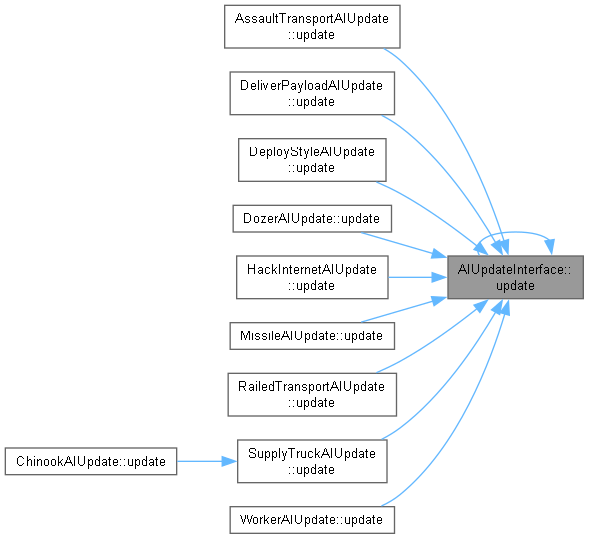 AssaultTransportAIUpdate
::update
DeliverPayloadAIUpdate
::update
DeployStyleAIUpdate
::update
DozerAIUpdate::update
HackInternetAIUpdate
::update
AIUpdateInterface::
update
MissileAIUpdate::update
RailedTransportAIUpdate
::update
SupplyTruckAIUpdate
::update
ChinookAIUpdate::update
WorkerAIUpdate::update